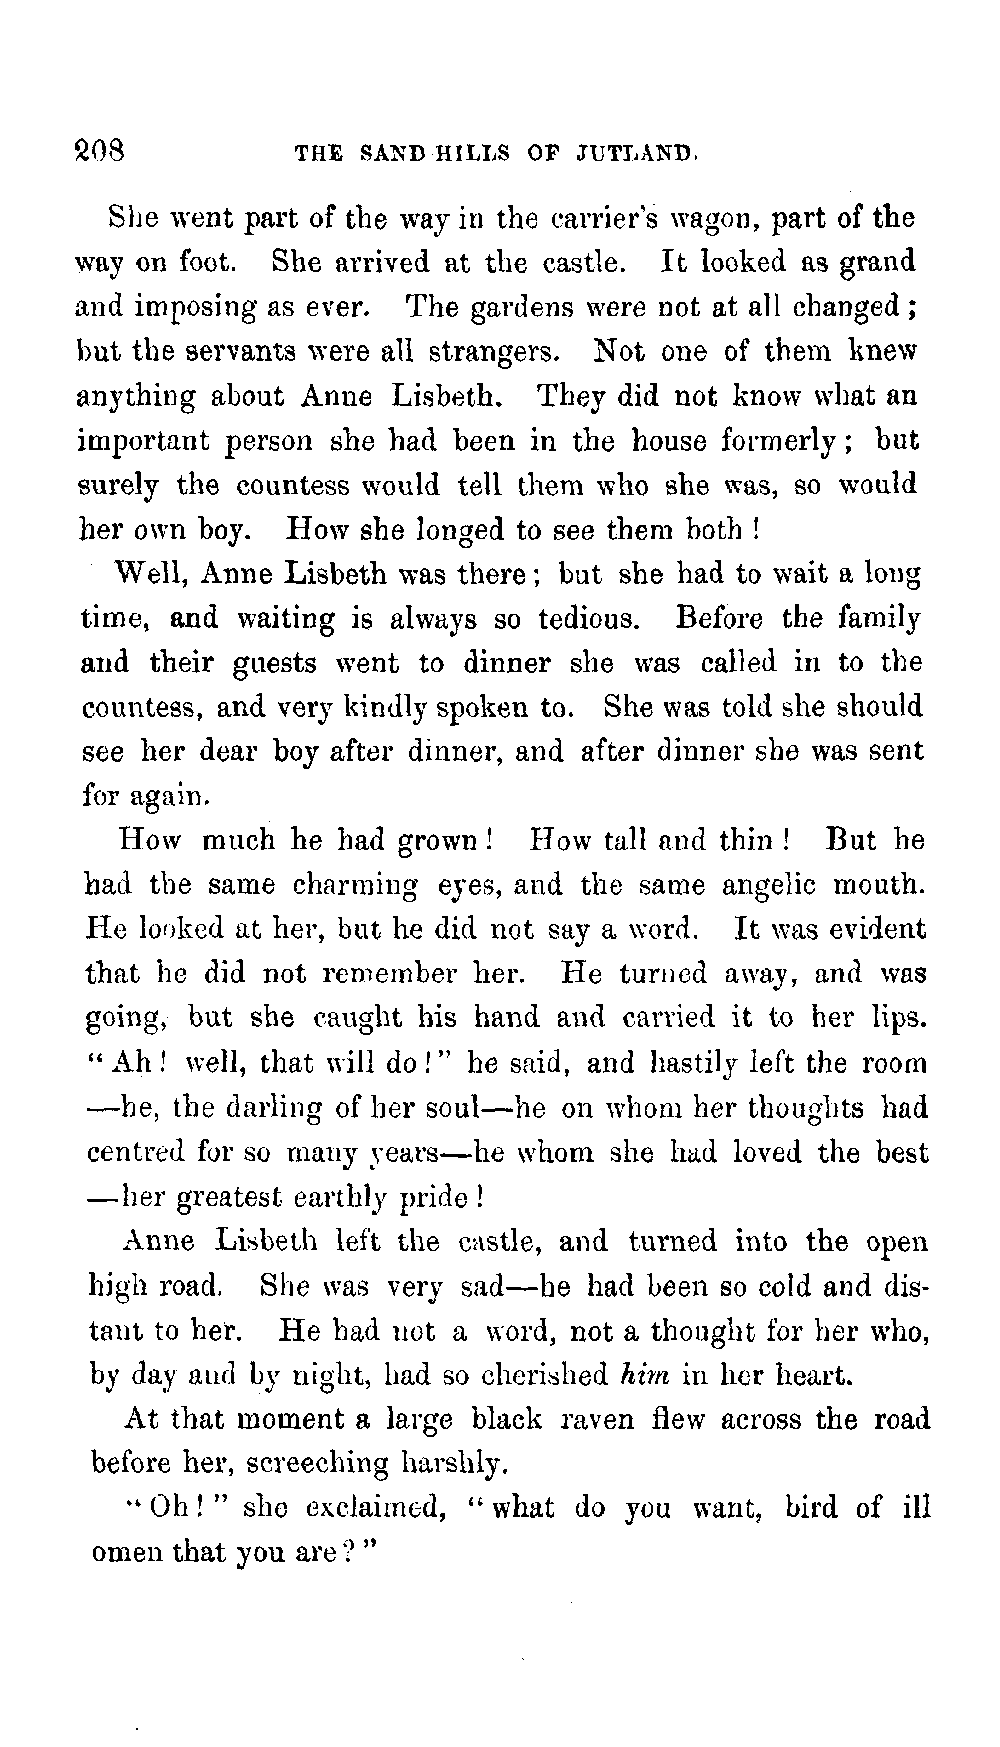 208 THE SAND HILLS OF JUTLAND.
She went part of the way in the carrier's wagon, part of the
way on foot. She arrived at the castle. It looked as grand
and imposing as ever. The gardens were not at all changed;
but the servants were all strangers. Not one of them knew
anything about Anne Lisbeth. They did not know what an
important person she had been in the house formerly; but
surely the countess would tell them who she was, so would
her own boy. How she longed to see them both!
Well, Anne Lisbeth was there; but she had to wait a long
time, and waiting is always so tedious. Before the family
and their guests went to dinner she was called in to the
countess, and very kindly spoken to. She was told she should
see her dear boy after dinner, and after dinner she was sent
for again.
How much he had grown! How tall and thin! But he
had the same charming eyes, and the same angelic mouth.
He looked at her, but he did not say a word. It was evident
that he did not remember her. He turned away, and was
going, but she caught his hand and carried it to her lips.
"Ah! well, that will do!" he said, and hastily left the room
—he, the darling of her soul—he on whom her thoughts had
centred for so many years—he whom she had loved the best
—her greatest earthly pride!
Anne Lisbeth left the castle, and turned into the open
high road. She was very sad—he had been so cold and dis-
tant to her. He had not a word, not a thought for her who,
by day and by night, had so cherished him in her heart.
At that moment a large black raven flew across the road
before her, screeching harshly.
"Oh!" she exclaimed, "what do you want, bird of ill
omen that you are?"